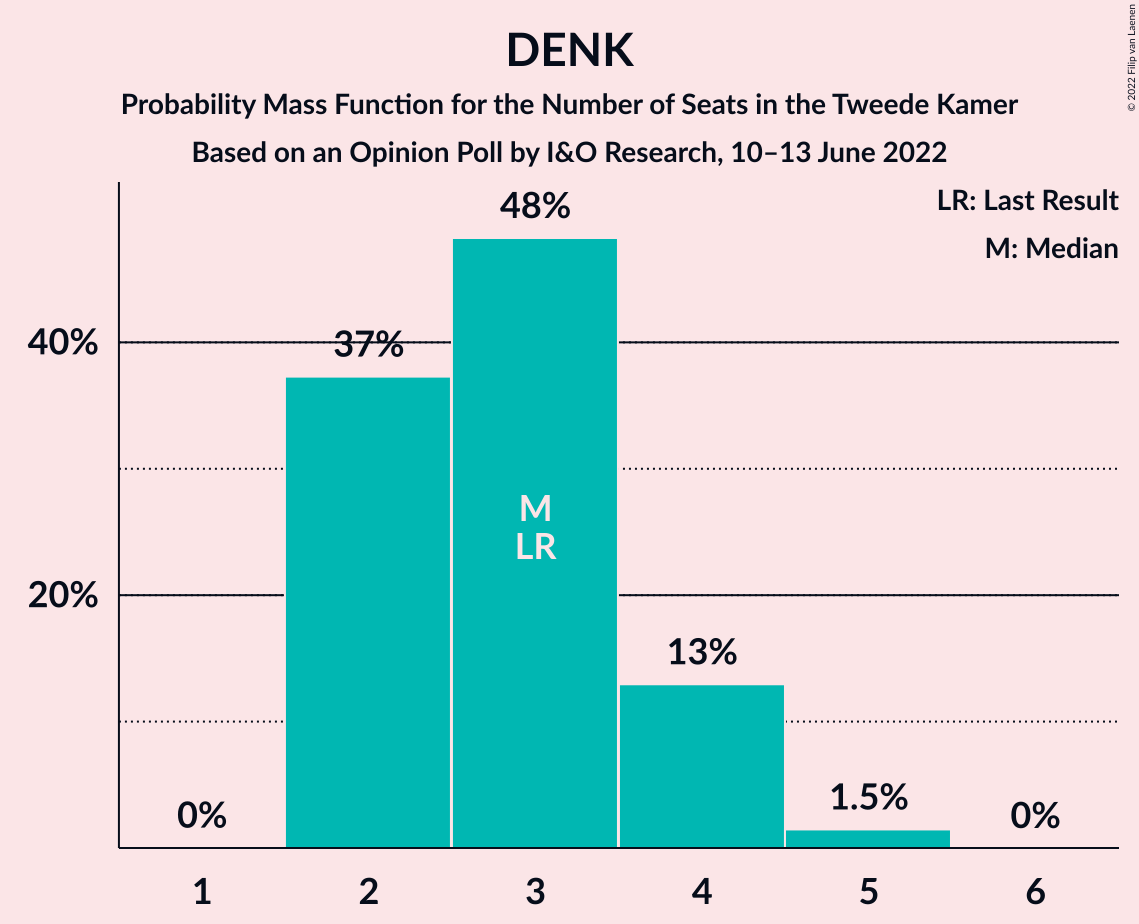 DENK
Probability Mass Function for the Number of Seats in the Tweede Kamer
Based on an Opinion Poll by I&O Research, 10–13 June 2022
© 2022 Filip van Laenen
LR: Last Result
M: Median
48%
40%
37%
M
LR
20%
13%
1.5%
0%
0%
1
2
3
4
5
6